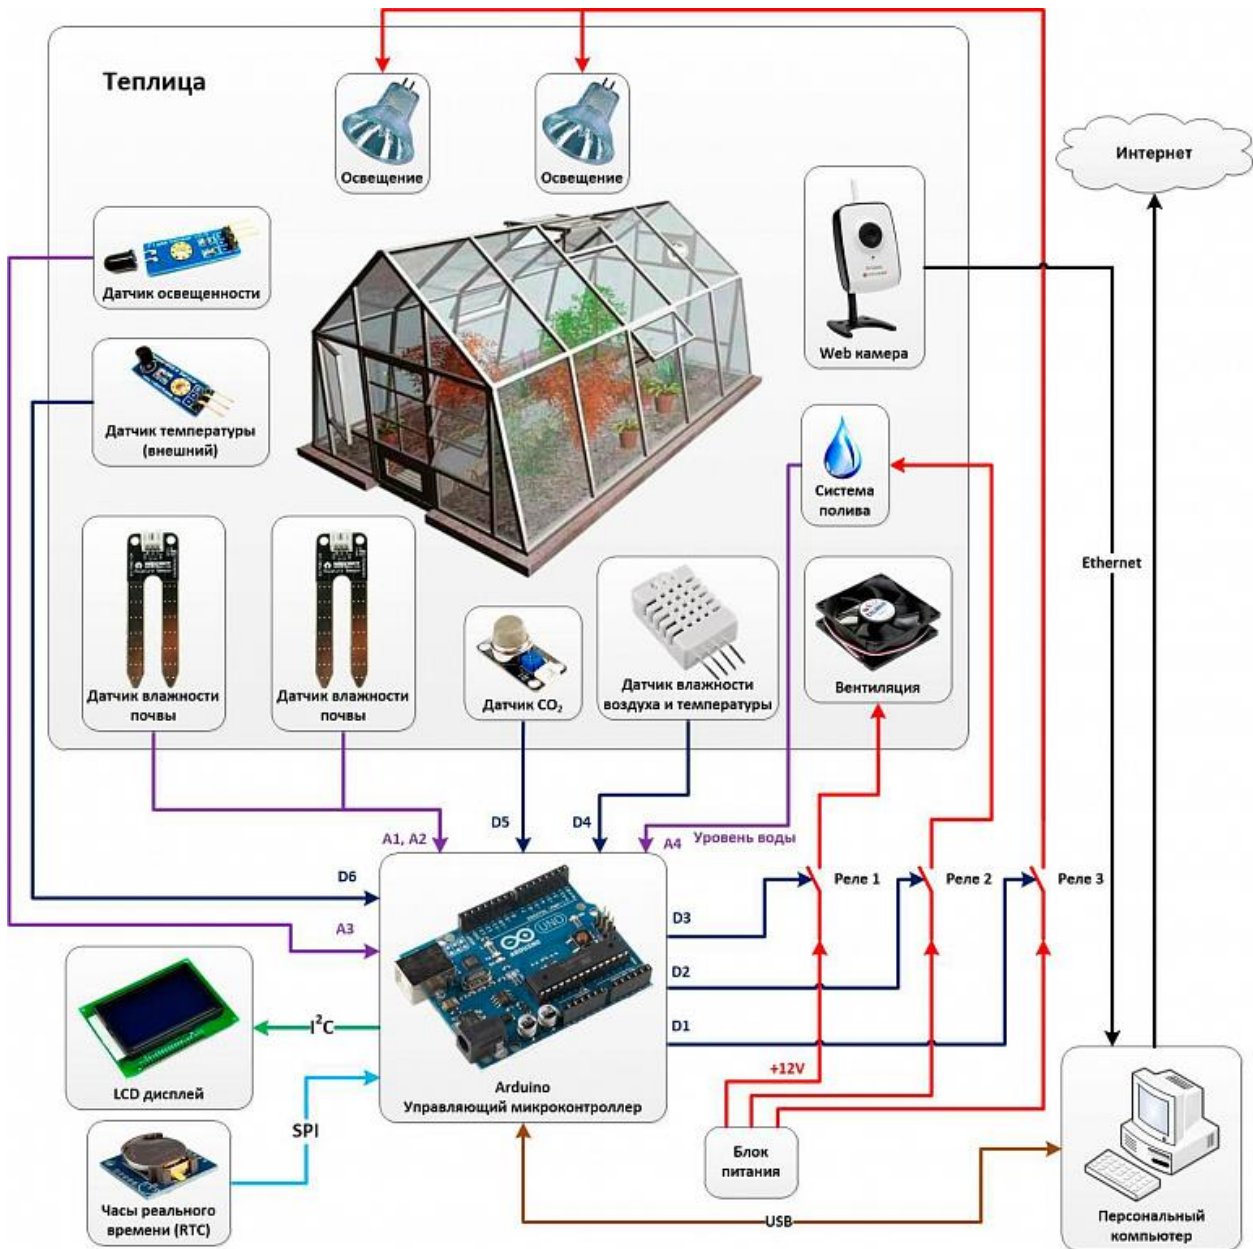 Теплица
Освещение
Освещение
Интернет
Датчик освещенности
Web камера
Датчик температуры
(внешний)
Система
полива
Ethernet
Датчик влажности
почвы
Датчик влажности
почвы
Датчик CO₂
Датчик влажности
воздуха и температуры
Вентиляция
A1, A2
D5
D4
A4
Уровень воды
D6
Реле 1
Реле 2
Реле 3
A3
D3
UNO
ARDUINO
D2
I²C
D1
+12V
LCD дисплей
Arduino
Управляющий микроконтроллер
SPI
Блок
питания
Часы реального
времени (RTC)
USB
Персональный
компьютер